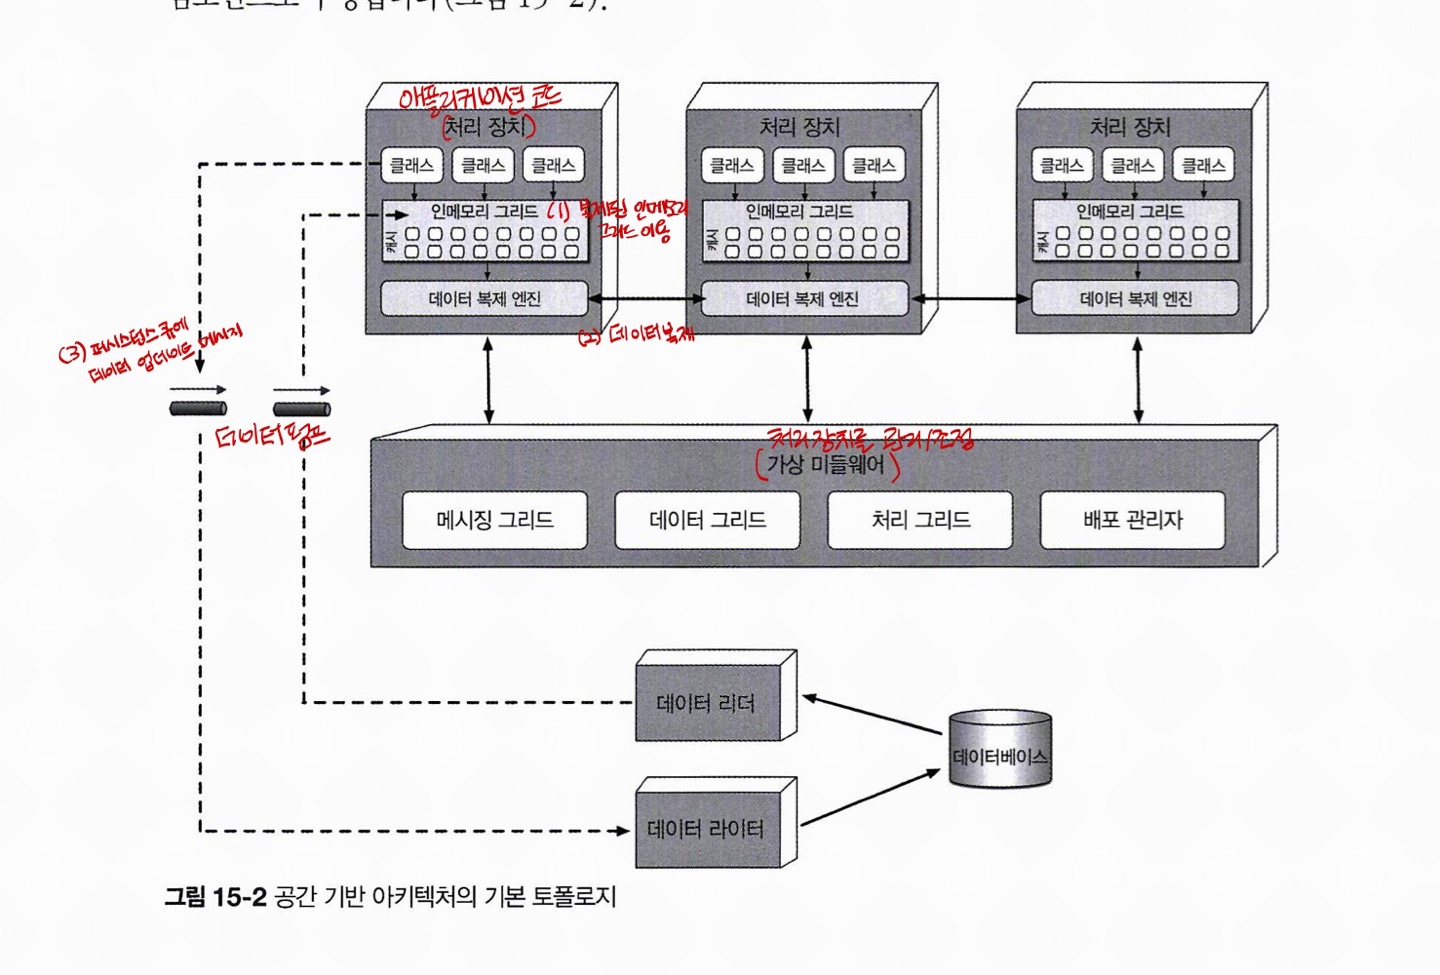 (그림 15-2).
애플리케이션 코드
(처리 장치)
처리 장치
처리 장치
클래스 클래스 클래스
클래스 클래스 클래스
클래스 클래스 클래스
인메모리 그리드
캐시
(1) 복제된 인메모리
그리드 이용
인메모리 그리드
캐시
인메모리 그리드
캐시
데이터 복제 엔진
데이터 복제 엔진
데이터 복제 엔진
(2) 데이터 복제
(3) 퍼시스턴스 큐에
데이터 업데이트 메시지
데이터 펌프
처리 장치를 관리/조정
(가상 미들웨어)
메시징 그리드
데이터 그리드
처리 그리드
배포 관리자
데이터 리더
데이터베이스
데이터 라이터
그림 15-2 공간 기반 아키텍처의 기본 토폴로지